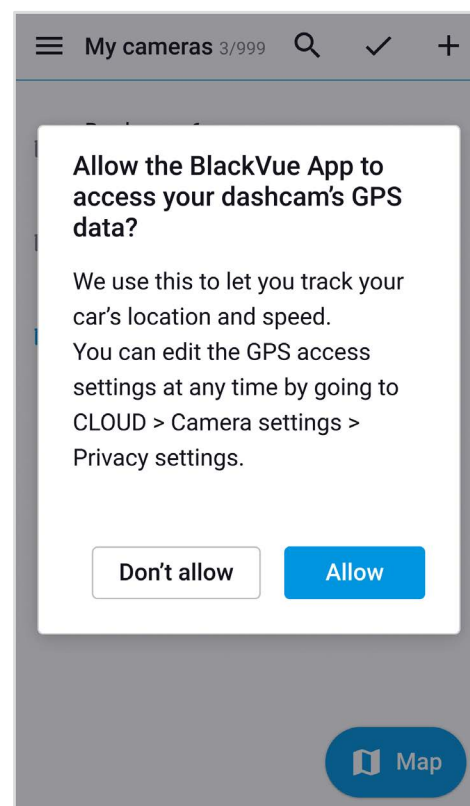 My cameras 3/999
Allow the BlackVue App to
access your dashcam's GPS
data?
We use this to let you track your
car's location and speed.
You can edit the GPS access
settings at any time by going to
CLOUD > Camera settings >
Privacy settings.
Don't allow
Allow
Map